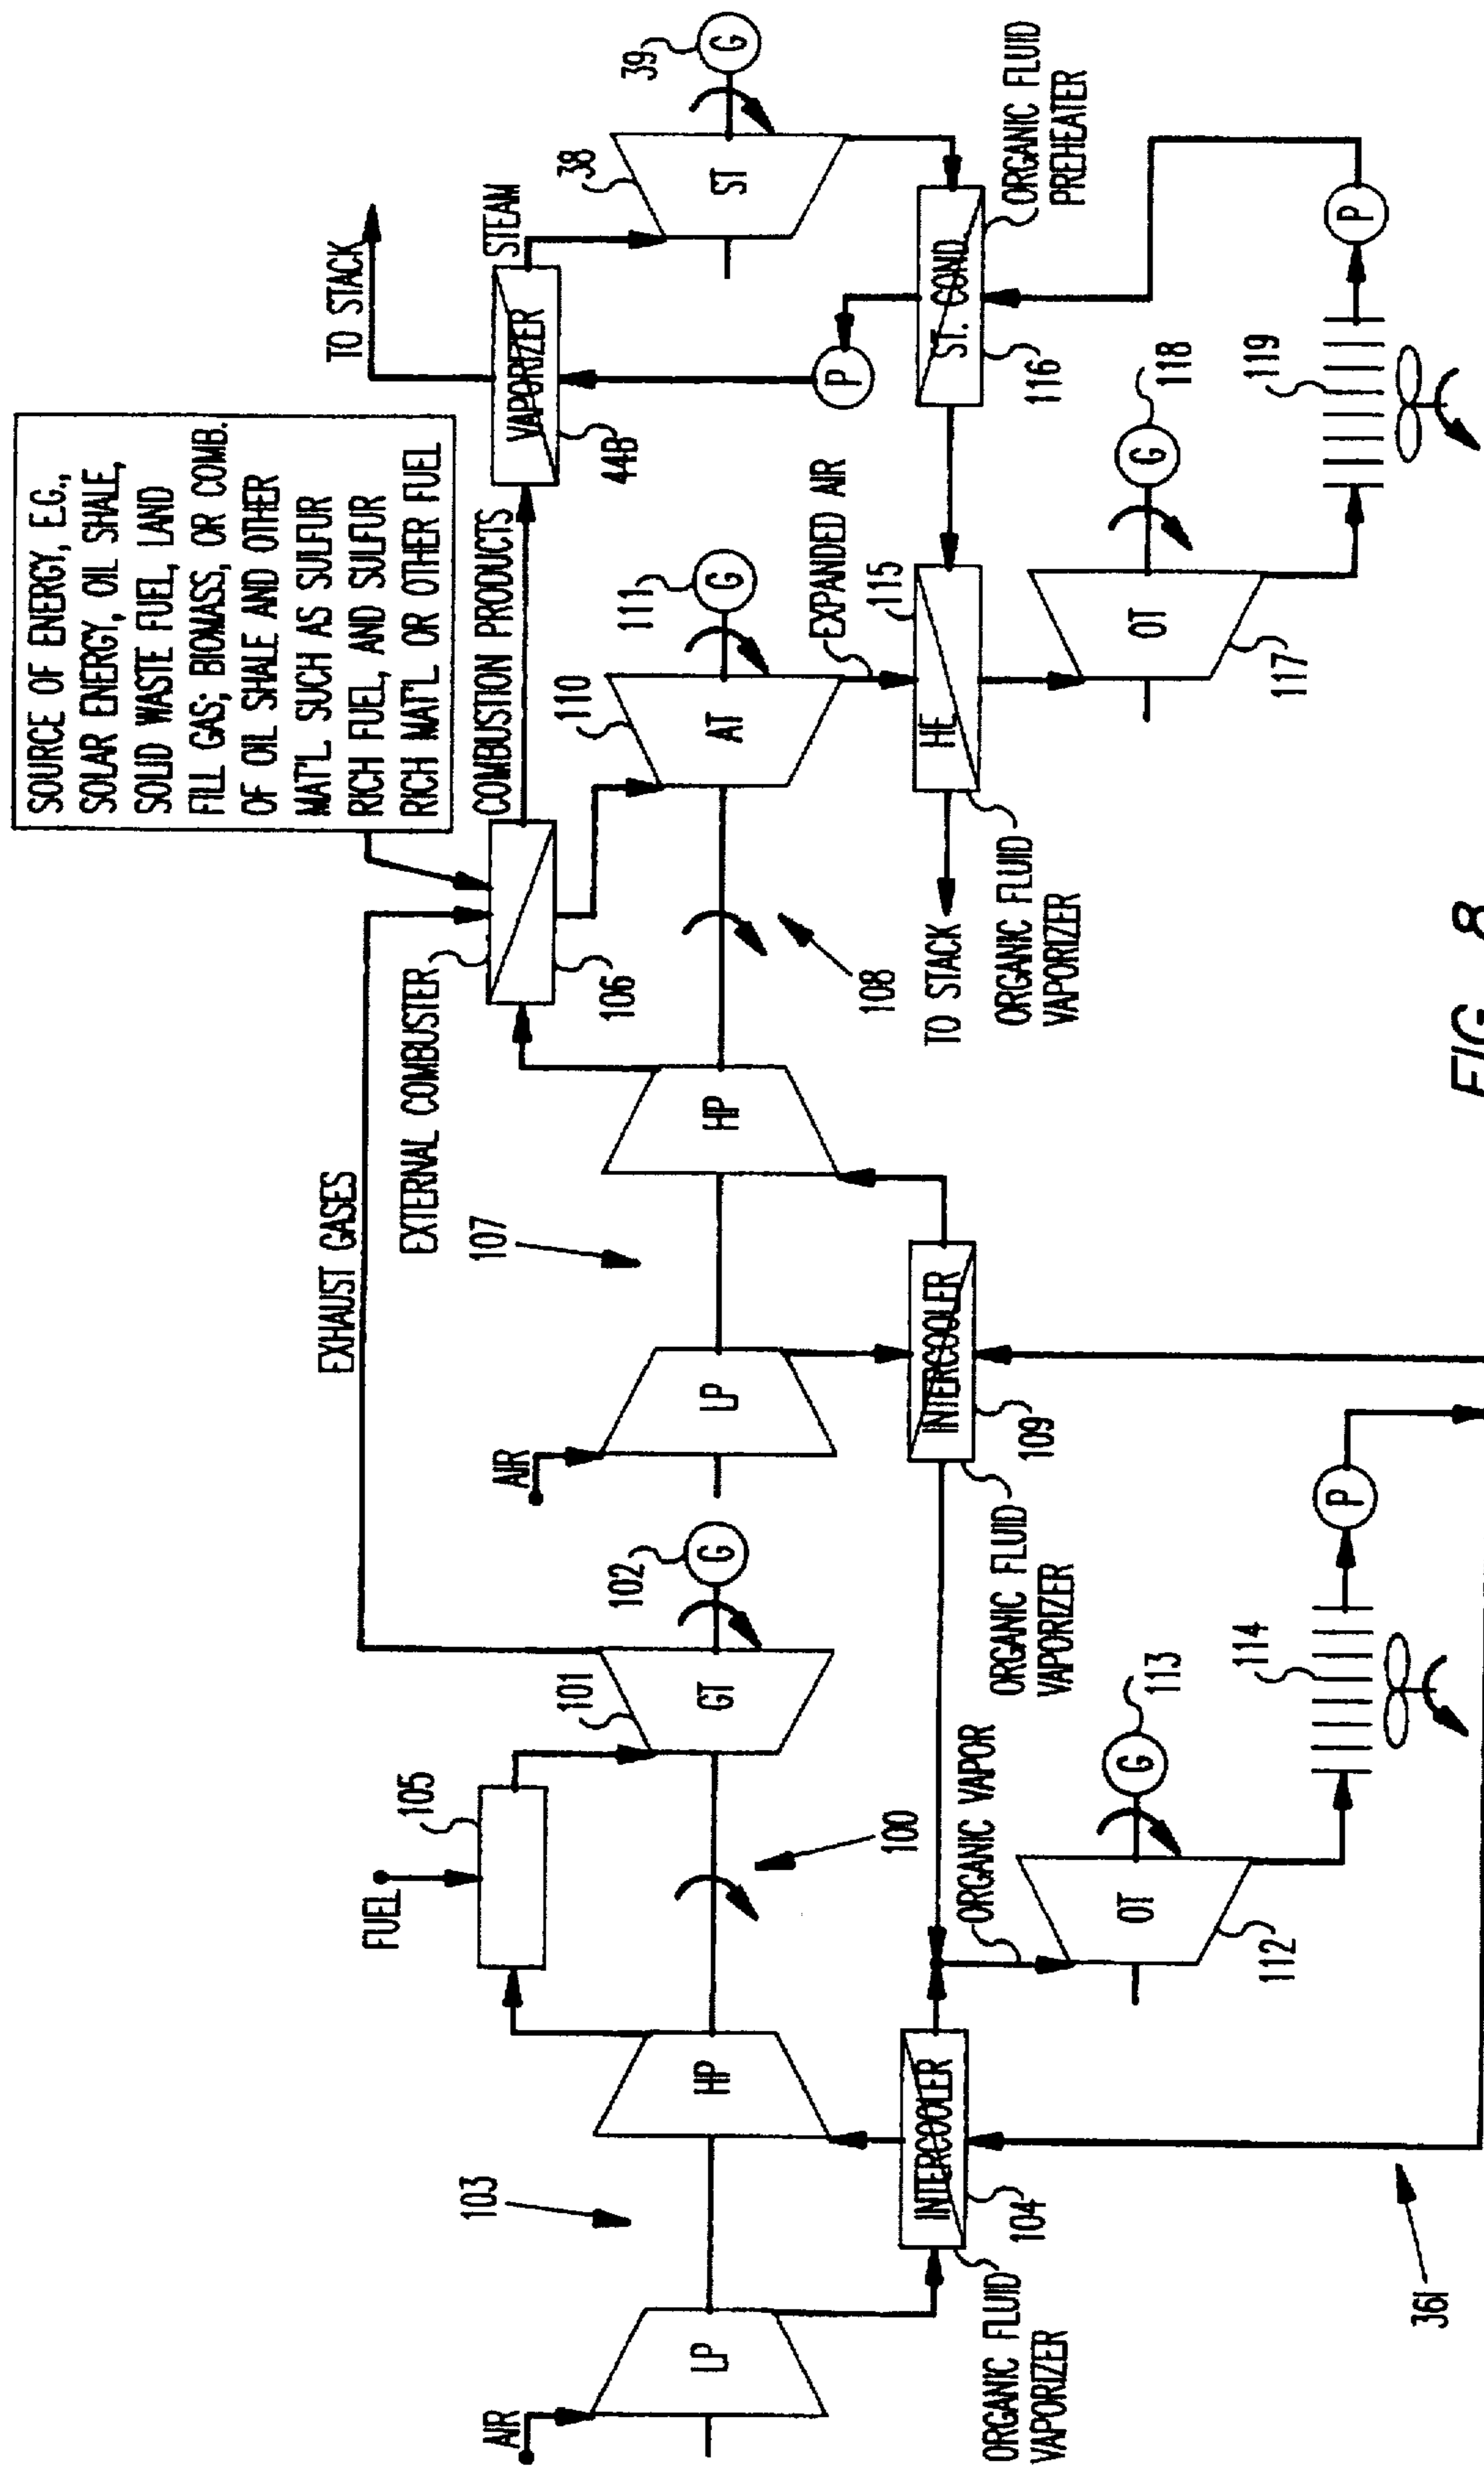 SOURCE OF ENERGY, E.G.,
SOLAR ENERGY, OIL SHALE,
SOLID WASTE FUEL, LAND
FILL GAS; BIOMASS, OR COMB.
OF OIL SHALE AND OTHER
MAT'L SUCH AS SULFUR
RICH FUEL, AND SULFUR
RICH MAT'L OR OTHER FUEL
EXHAUST GASES
TO STACK
FUEL
105
EXTERNAL COMBUSTER
106
COMBUSTION PRODUCTS
VAPORIZER
44B
STEAM
AIR
103
LP
HP
100
101
GT
102
G
AIR
107
LP
HP
108
110
AT
111
G
38
ST
39
G
ORGANIC FLUID
VAPORIZER
INTERCOOLER
104
ORGANIC VAPOR
ORGANIC FLUID
VAPORIZER
INTERCOOLER
109
TO STACK
ORGANIC FLUID
VAPORIZER
HE
115
EXPANDED AIR
P
ST. COND
116
ORGANIC FLUID
PREHEATER
OT
112
G
113
OT
117
G
118
36I
114
P
119
P
FIG. 8